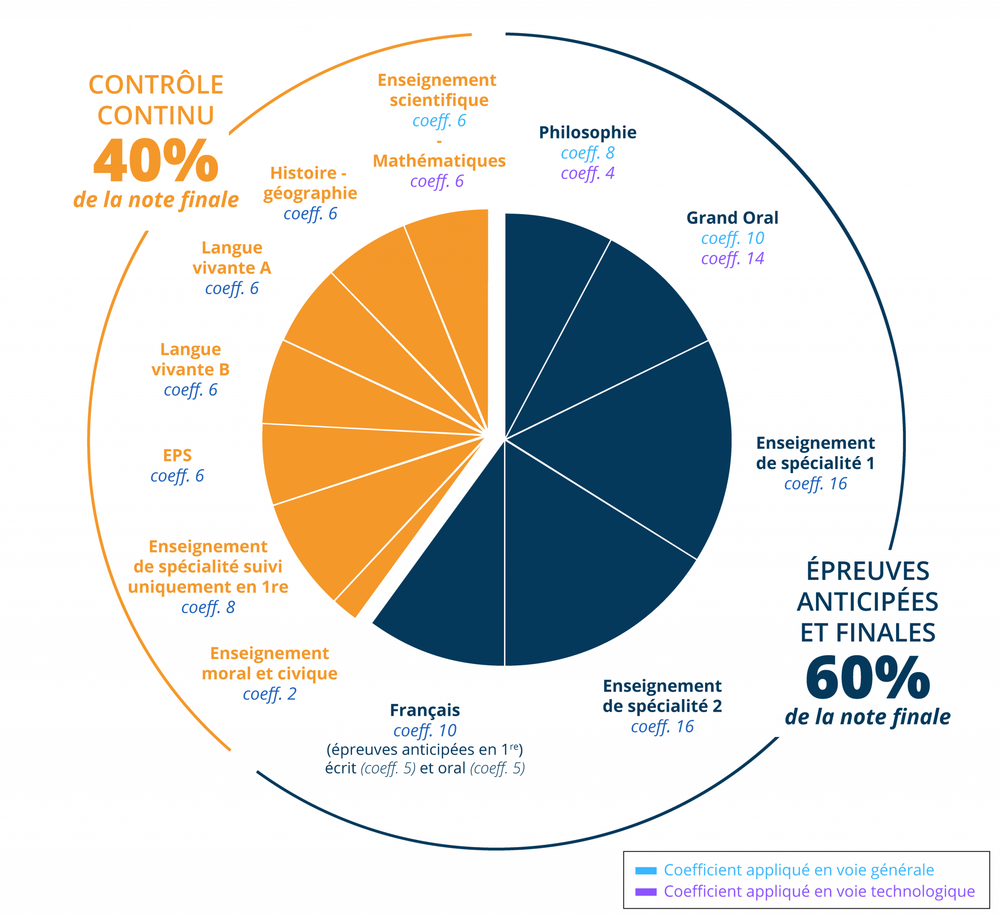 CONTRÔLE
CONTINU
40%
de la note finale
Enseignement
scientifique
coeff. 6
-
Mathématiques
coeff. 6
Philosophie
coeff. 8
coeff. 4
Histoire -
géographie
coeff. 6
Grand Oral
coeff. 10
coeff. 14
Langue
vivante A
coeff. 6
Langue
vivante B
coeff. 6
EPS
coeff. 6
Enseignement
de spécialité 1
coeff. 16
Enseignement
de spécialité suivi
uniquement en 1re
coeff. 8
ÉPREUVES
ANTICIPÉES
ET FINALES
60%
de la note finale
Enseignement
moral et civique
coeff. 2
Enseignement
de spécialité 2
coeff. 16
Français
coeff. 10
(épreuves anticipées en 1re)
écrit (coeff. 5) et oral (coeff. 5)
Coefficient appliqué en voie générale
Coefficient appliqué en voie technologique